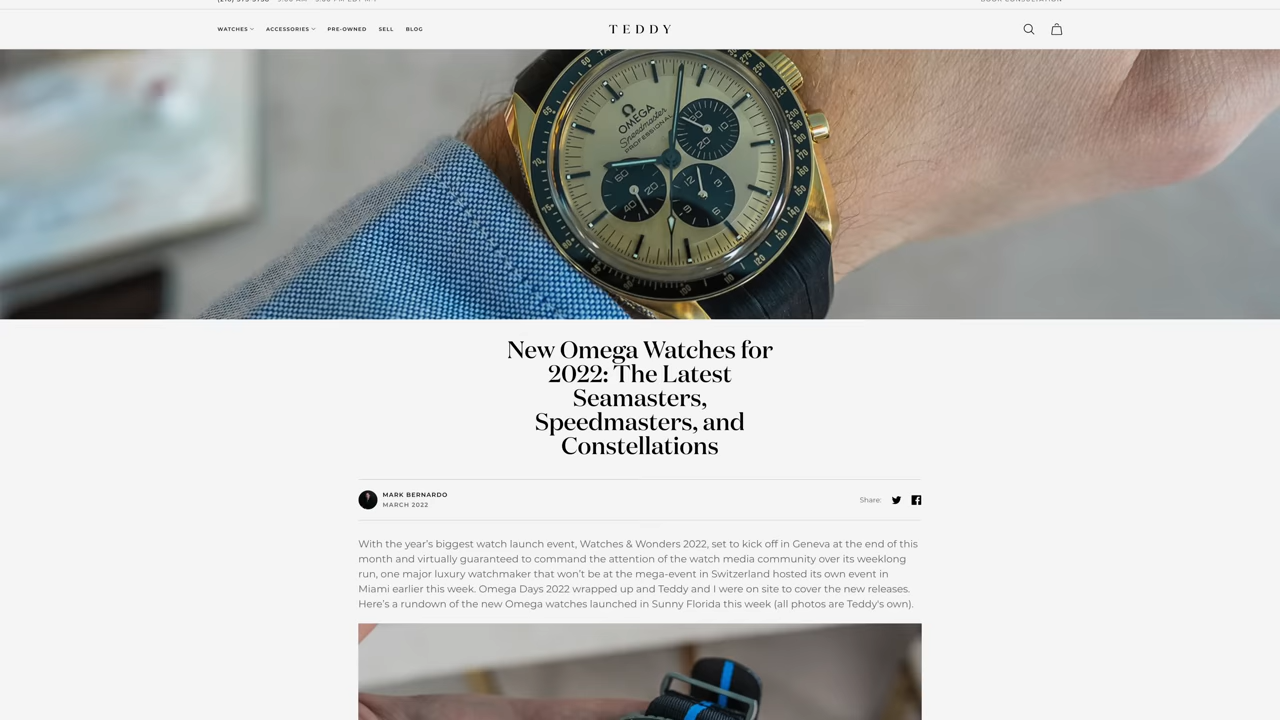 WATCHES ACCESSORIES PRE-OWNED SELL BLOG
TEDDY
OMEGA
Speedmaster
PROFESSIONAL
New Omega Watches for
2022: The Latest
Seamasters,
Speedmasters, and
Constellations
MARK BERNARDO
MARCH 2022
Share:
With the year's biggest watch launch event, Watches & Wonders 2022, set to kick off in Geneva at the end of this
month and virtually guaranteed to command the attention of the watch media community over its weeklong
run, one major luxury watchmaker that won't be at the mega-event in Switzerland hosted its own event in
Miami earlier this week. Omega Days 2022 wrapped up and Teddy and I were on site to cover the new releases.
Here's a rundown of the new Omega watches launched in Sunny Florida this week (all photos are Teddy's own).